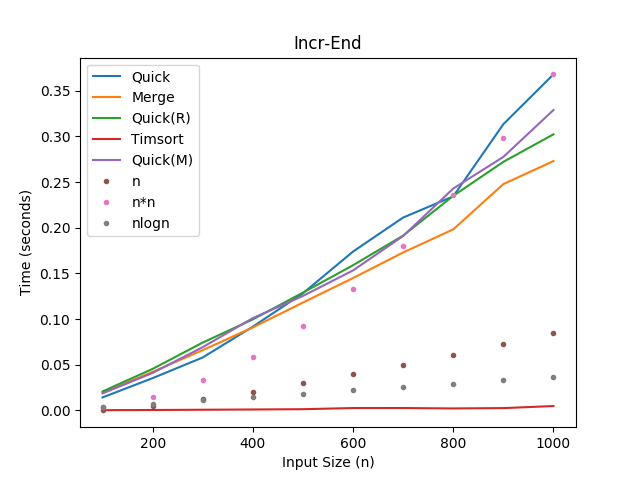 Incr-End
Quick
Merge
Quick(R)
Timsort
Quick(M)
n
n*n
nlogn
Time (seconds)
0.35
0.30
0.25
0.20
0.15
0.10
0.05
0.00
200 400 600 800 1000
Input Size (n)